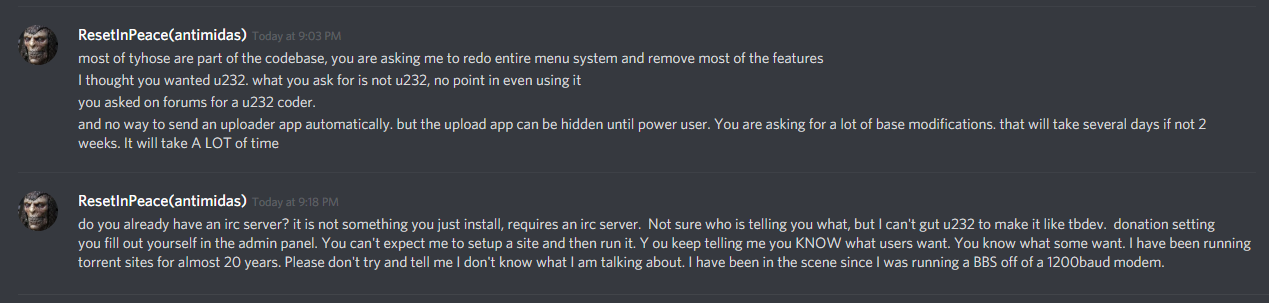 ResetInPeace(antimidas) Today at 9:03 PM
most of tyhose are part of the codebase, you are asking me to redo entire menu system and remove most of the features
I thought you wanted u232. what you ask for is not u232, no point in even using it
you asked on forums for a u232 coder.
and no way to send an uploader app automatically. but the upload app can be hidden until power user. You are asking for a lot of base modifications. that will take several days if not 2
weeks. It will take A LOT of time
ResetInPeace(antimidas) Today at 9:18 PM
do you already have an irc server? it is not something you just install, requires an irc server.  Not sure who is telling you what, but I can't gut u232 to make it like tbdev.  donation setting
you fill out yourself in the admin panel. You can't expect me to setup a site and then run it. Y ou keep telling me you KNOW what users want. You know what some want. I have been running
torrent sites for almost 20 years. Please don't try and tell me I don't know what I am talking about. I have been in the scene since I was running a BBS off of a 1200baud modem.